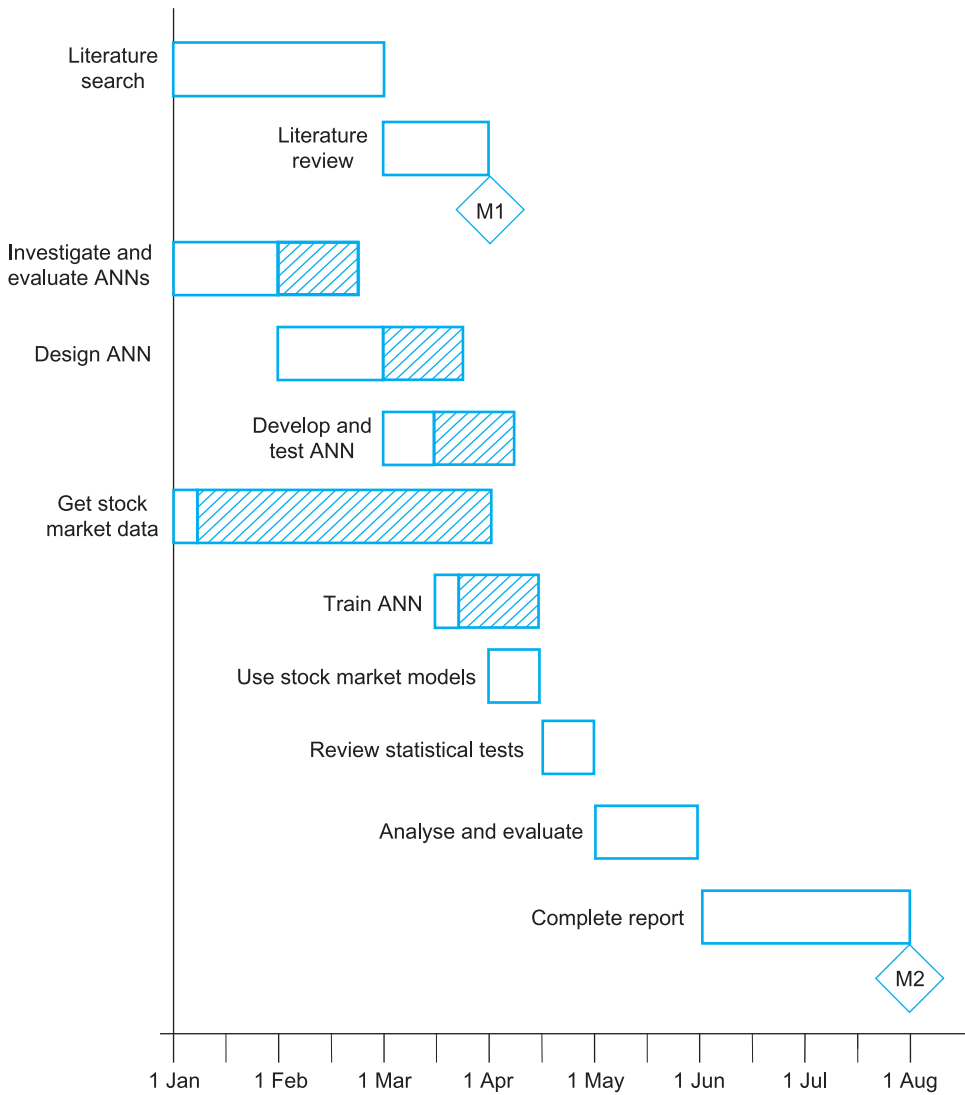 Literature
search
Literature
review
M1
Investigate and
evaluate ANNs
Design ANN
Develop and
test ANN
Get stock
market data
Train ANN
Use stock market models
Review statistical tests
Analyse and evaluate
Complete report
M2
1 Jan 1 Feb 1 Mar 1 Apr 1 May 1 Jun 1 Jul 1 Aug